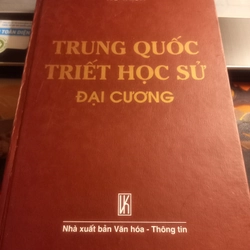 TRUNG QUỐC
TRIẾT HỌC SỬ
ĐẠI CƯƠNG
Nhà xuất bản Văn hóa - Thông tin